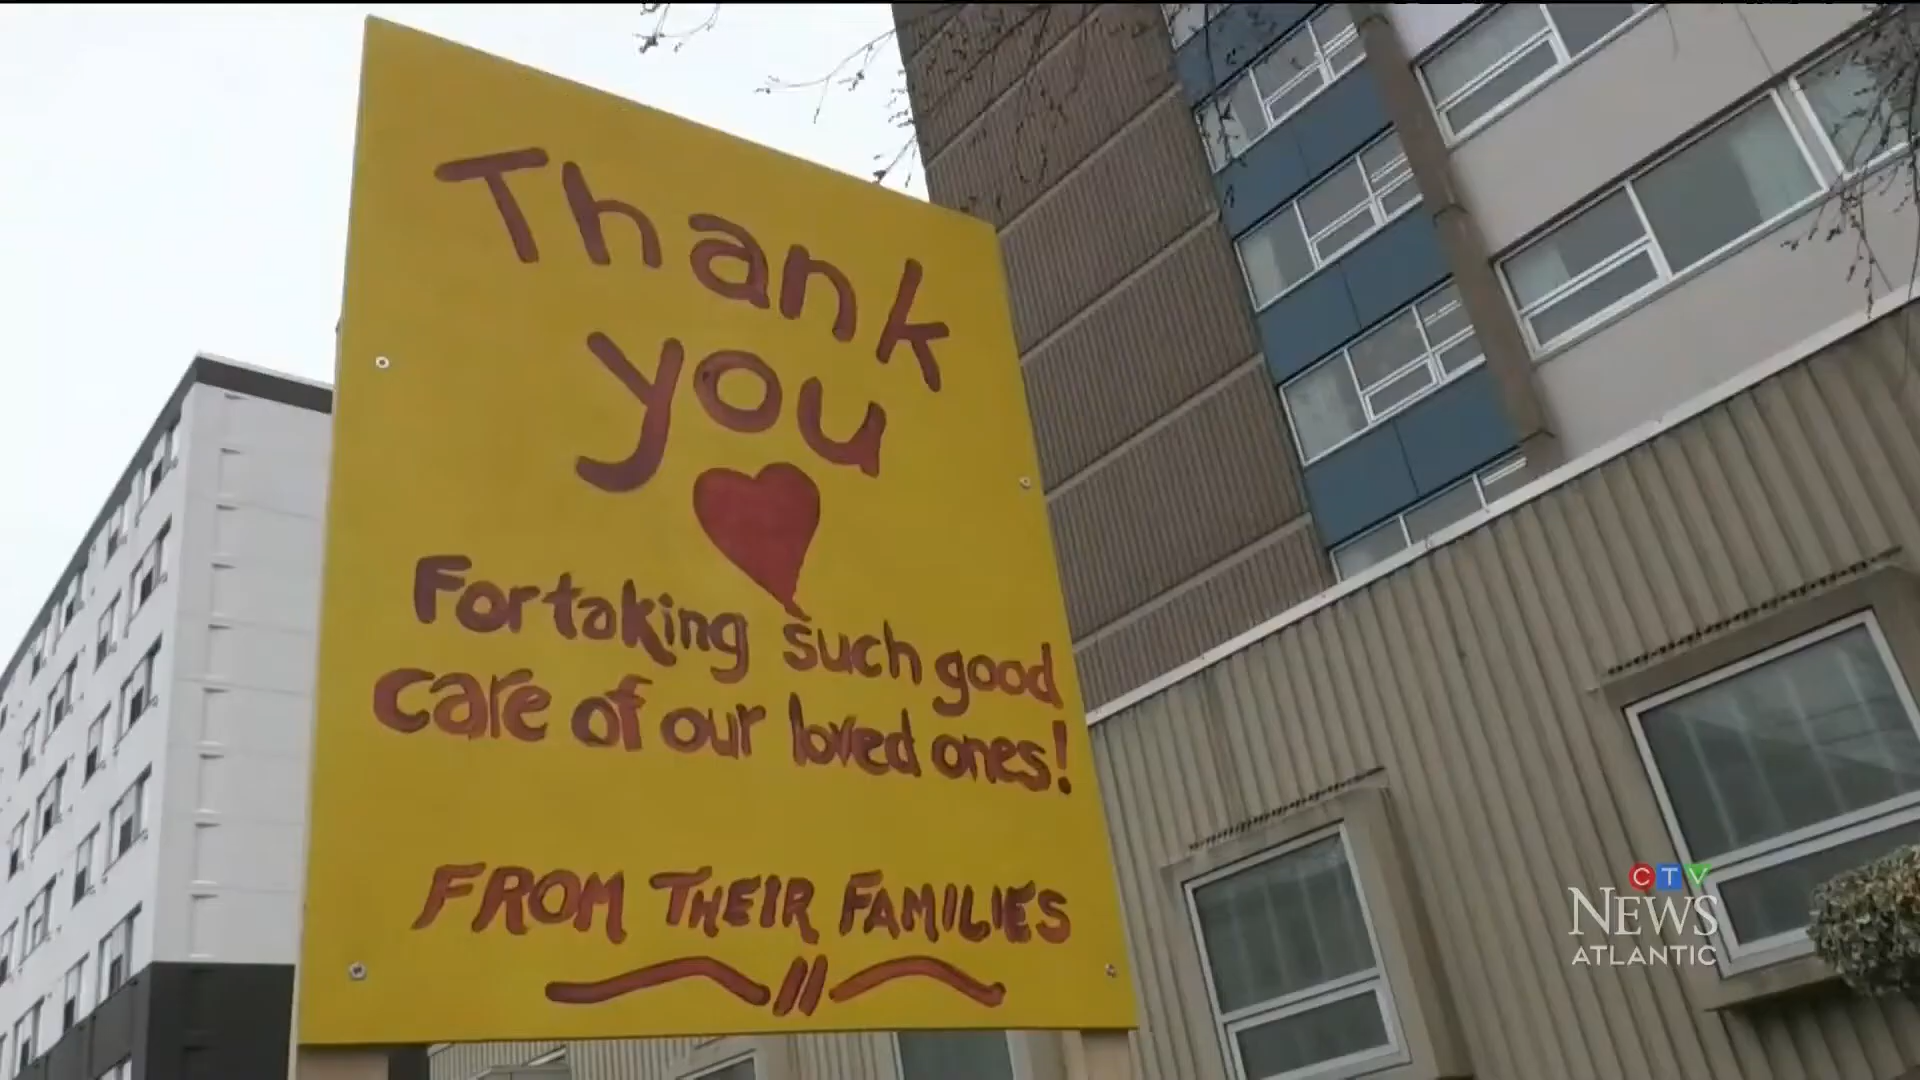 Thank
you
For taking such good
care of our loved ones!
FROM THEIR FAMILIES
CTV
NEWS
ATLANTIC